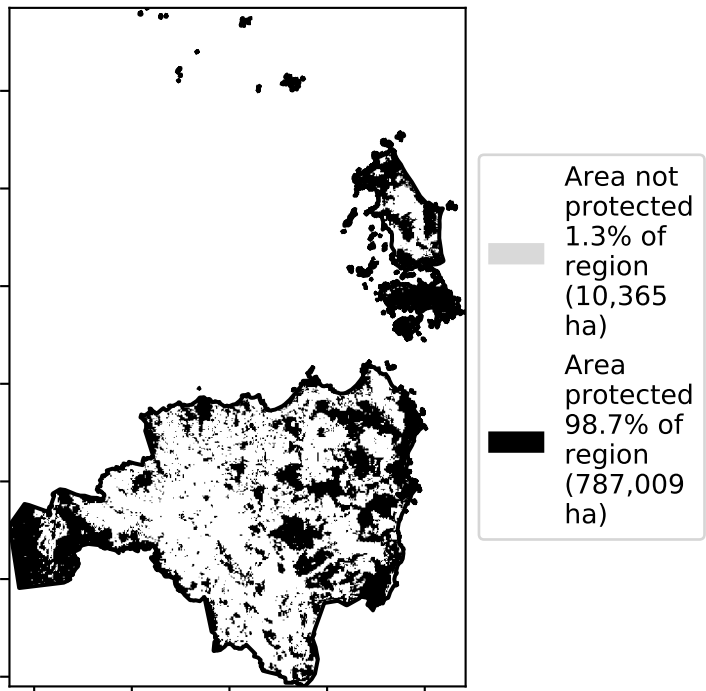 Area not
protected
1.3% of
region
(10,365
ha)
Area
protected
98.7% of
region
(787,009
ha)